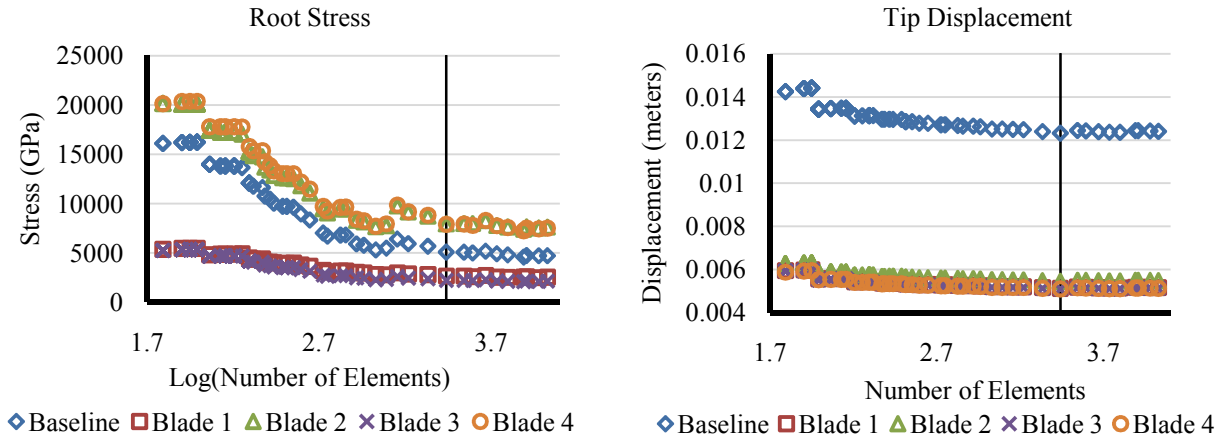 Root Stress
Stress (GPa)
25000
20000
15000
10000
5000
0
1.7 2.7 3.7
Log(Number of Elements)
Baseline Blade 1 Blade 2 Blade 3 Blade 4
Tip Displacement
Displacement (meters)
0.016
0.014
0.012
0.01
0.008
0.006
0.004
1.7 2.7 3.7
Number of Elements
Baseline Blade 1 Blade 2 Blade 3 Blade 4